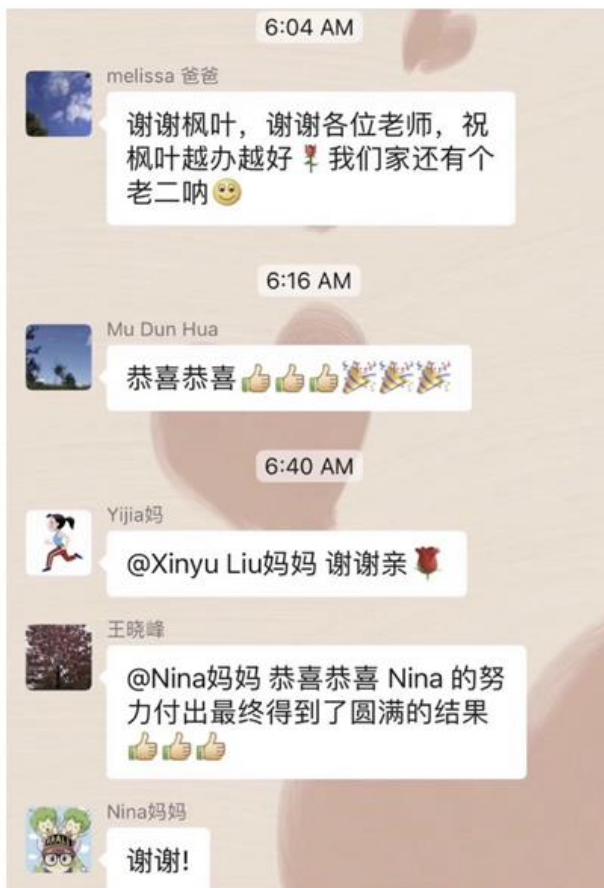 6:04 AM
melissa 爸爸
谢谢枫叶，谢谢各位老师，祝
枫叶越办越好🌹我们家还有个
老二呐🙂
6:16 AM
Mu Dun Hua
恭喜恭喜👍👍👍🎉🎉🎉
6:40 AM
Yijia妈
@Xinyu Liu妈妈 谢谢亲🌹
王晓峰
@Nina妈妈 恭喜恭喜 Nina 的努
力付出最终得到了圆满的结果
👍👍👍
Nina妈妈
谢谢!